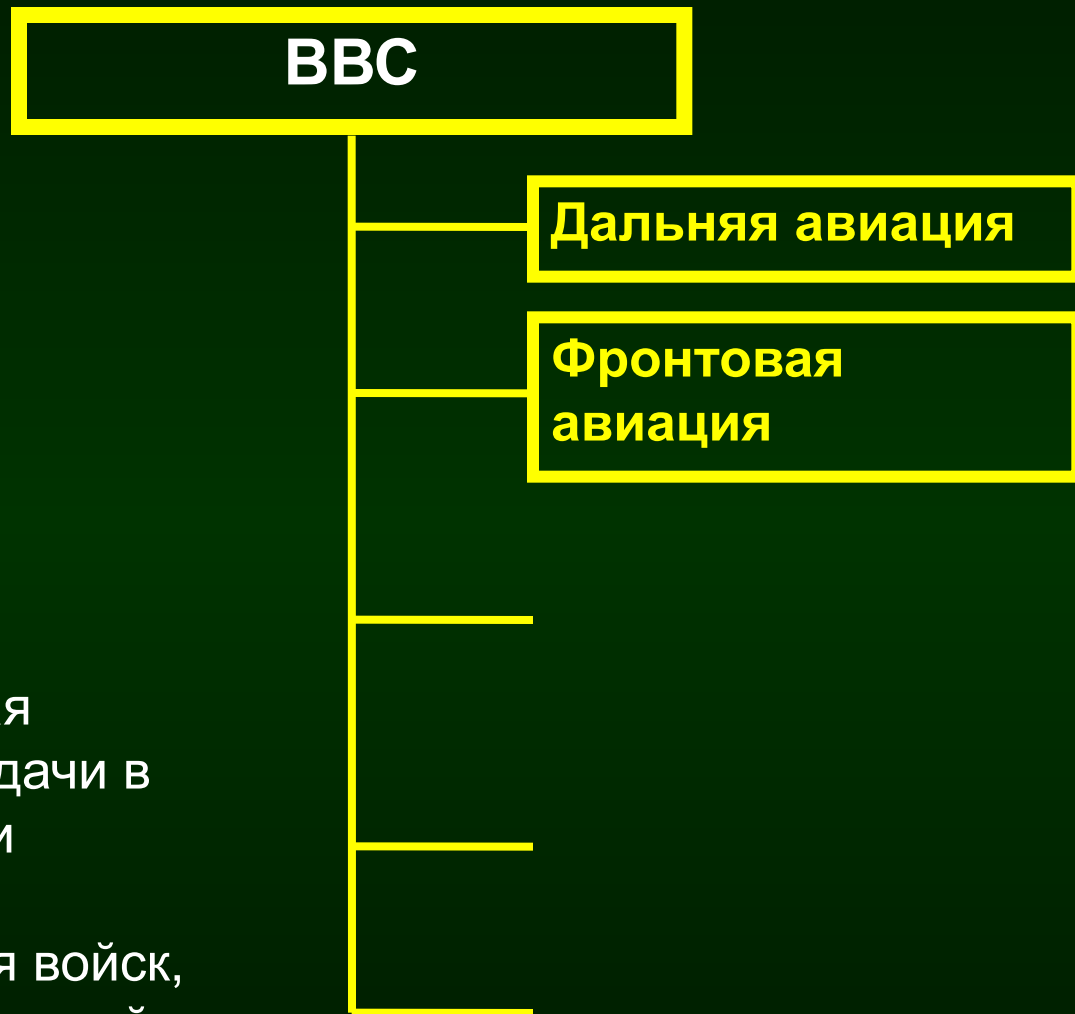 ВВС
Дальняя авиация
Фронтовая
авиация
я
дачи в
и
я войск,